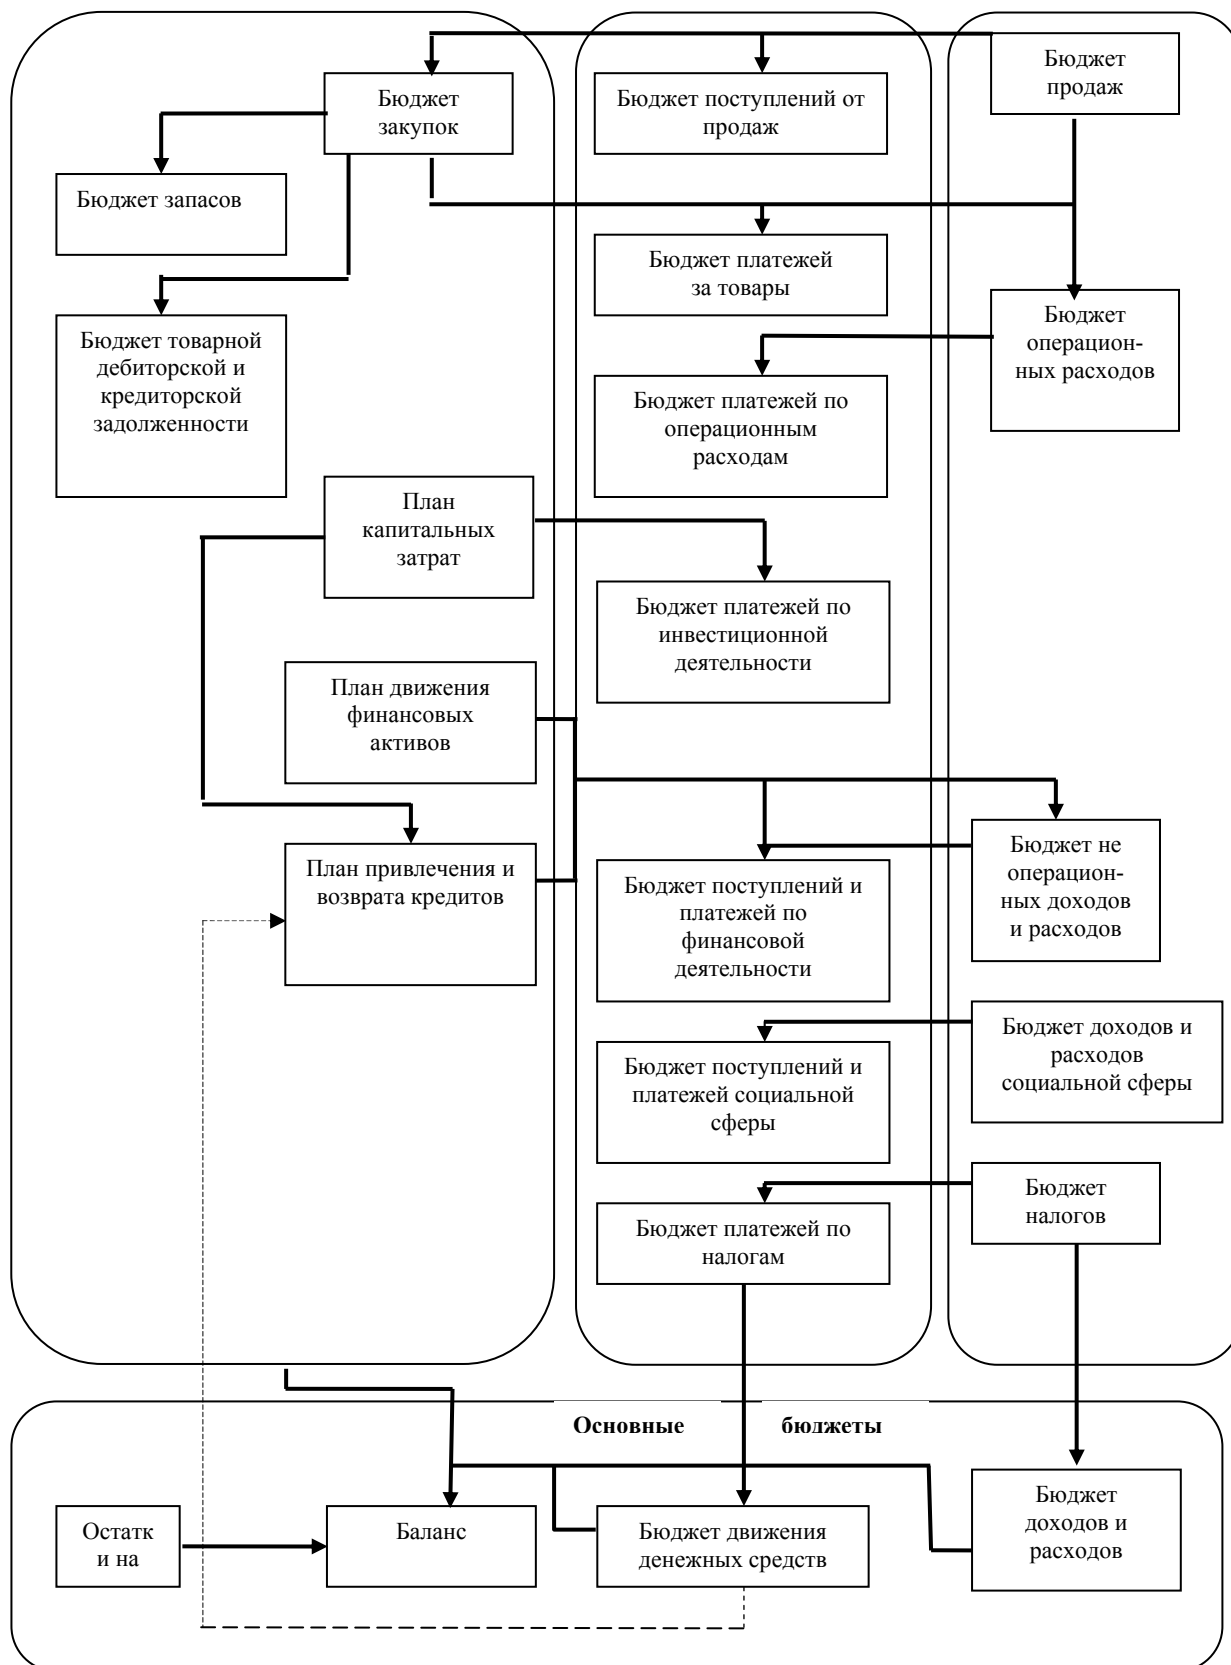 Бюджет
закупок
Бюджет поступлений от
продаж
Бюджет
продаж
Бюджет запасов
Бюджет платежей
за товары
Бюджет товарной
дебиторской и
кредиторской
задолженности
Бюджет платежей по
операционным
расходам
Бюджет
операцион-
ных расходов
План
капитальных
затрат
Бюджет платежей по
инвестиционной
деятельности
План движения
финансовых
активов
План привлечения и
возврата кредитов
Бюджет поступлений и
платежей по
финансовой
деятельности
Бюджет не
операцион-
ных доходов
и расходов
Бюджет поступлений и
платежей социальной
сферы
Бюджет доходов и
расходов
социальной сферы
Бюджет платежей по
налогам
Бюджет
налогов
Основные бюджеты
Остатк
и на
Баланс
Бюджет движения
денежных средств
Бюджет
доходов и
расходов